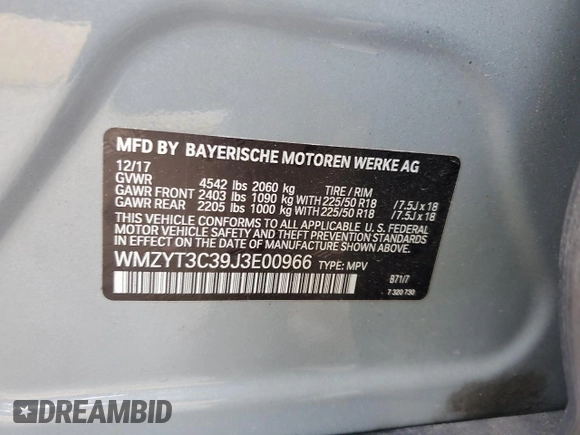 MFD BY BAYERISCHE MOTOREN WERKE AG
12/17
GVWR 4542 lbs 2060 kg TIRE / RIM
GAWR FRONT 2403 lbs 1090 kg WITH 225/50 R18 /7.5J x 18
GAWR REAR 2205 lbs 1000 kg WITH 225/50 R18 /7.5J x 18
THIS VEHICLE CONFORMS TO ALL APPLICABLE U. S. FEDERAL
MOTOR VEHICLE SAFETY AND THEFT PREVENTION STANDARDS
IN EFFECT ON THE DATE OF MANUFACTURE SHOWN ABOVE.
WMZYT3C39J3E00966 TYPE: MPV
B71/7
7 320 730
DREAMBID